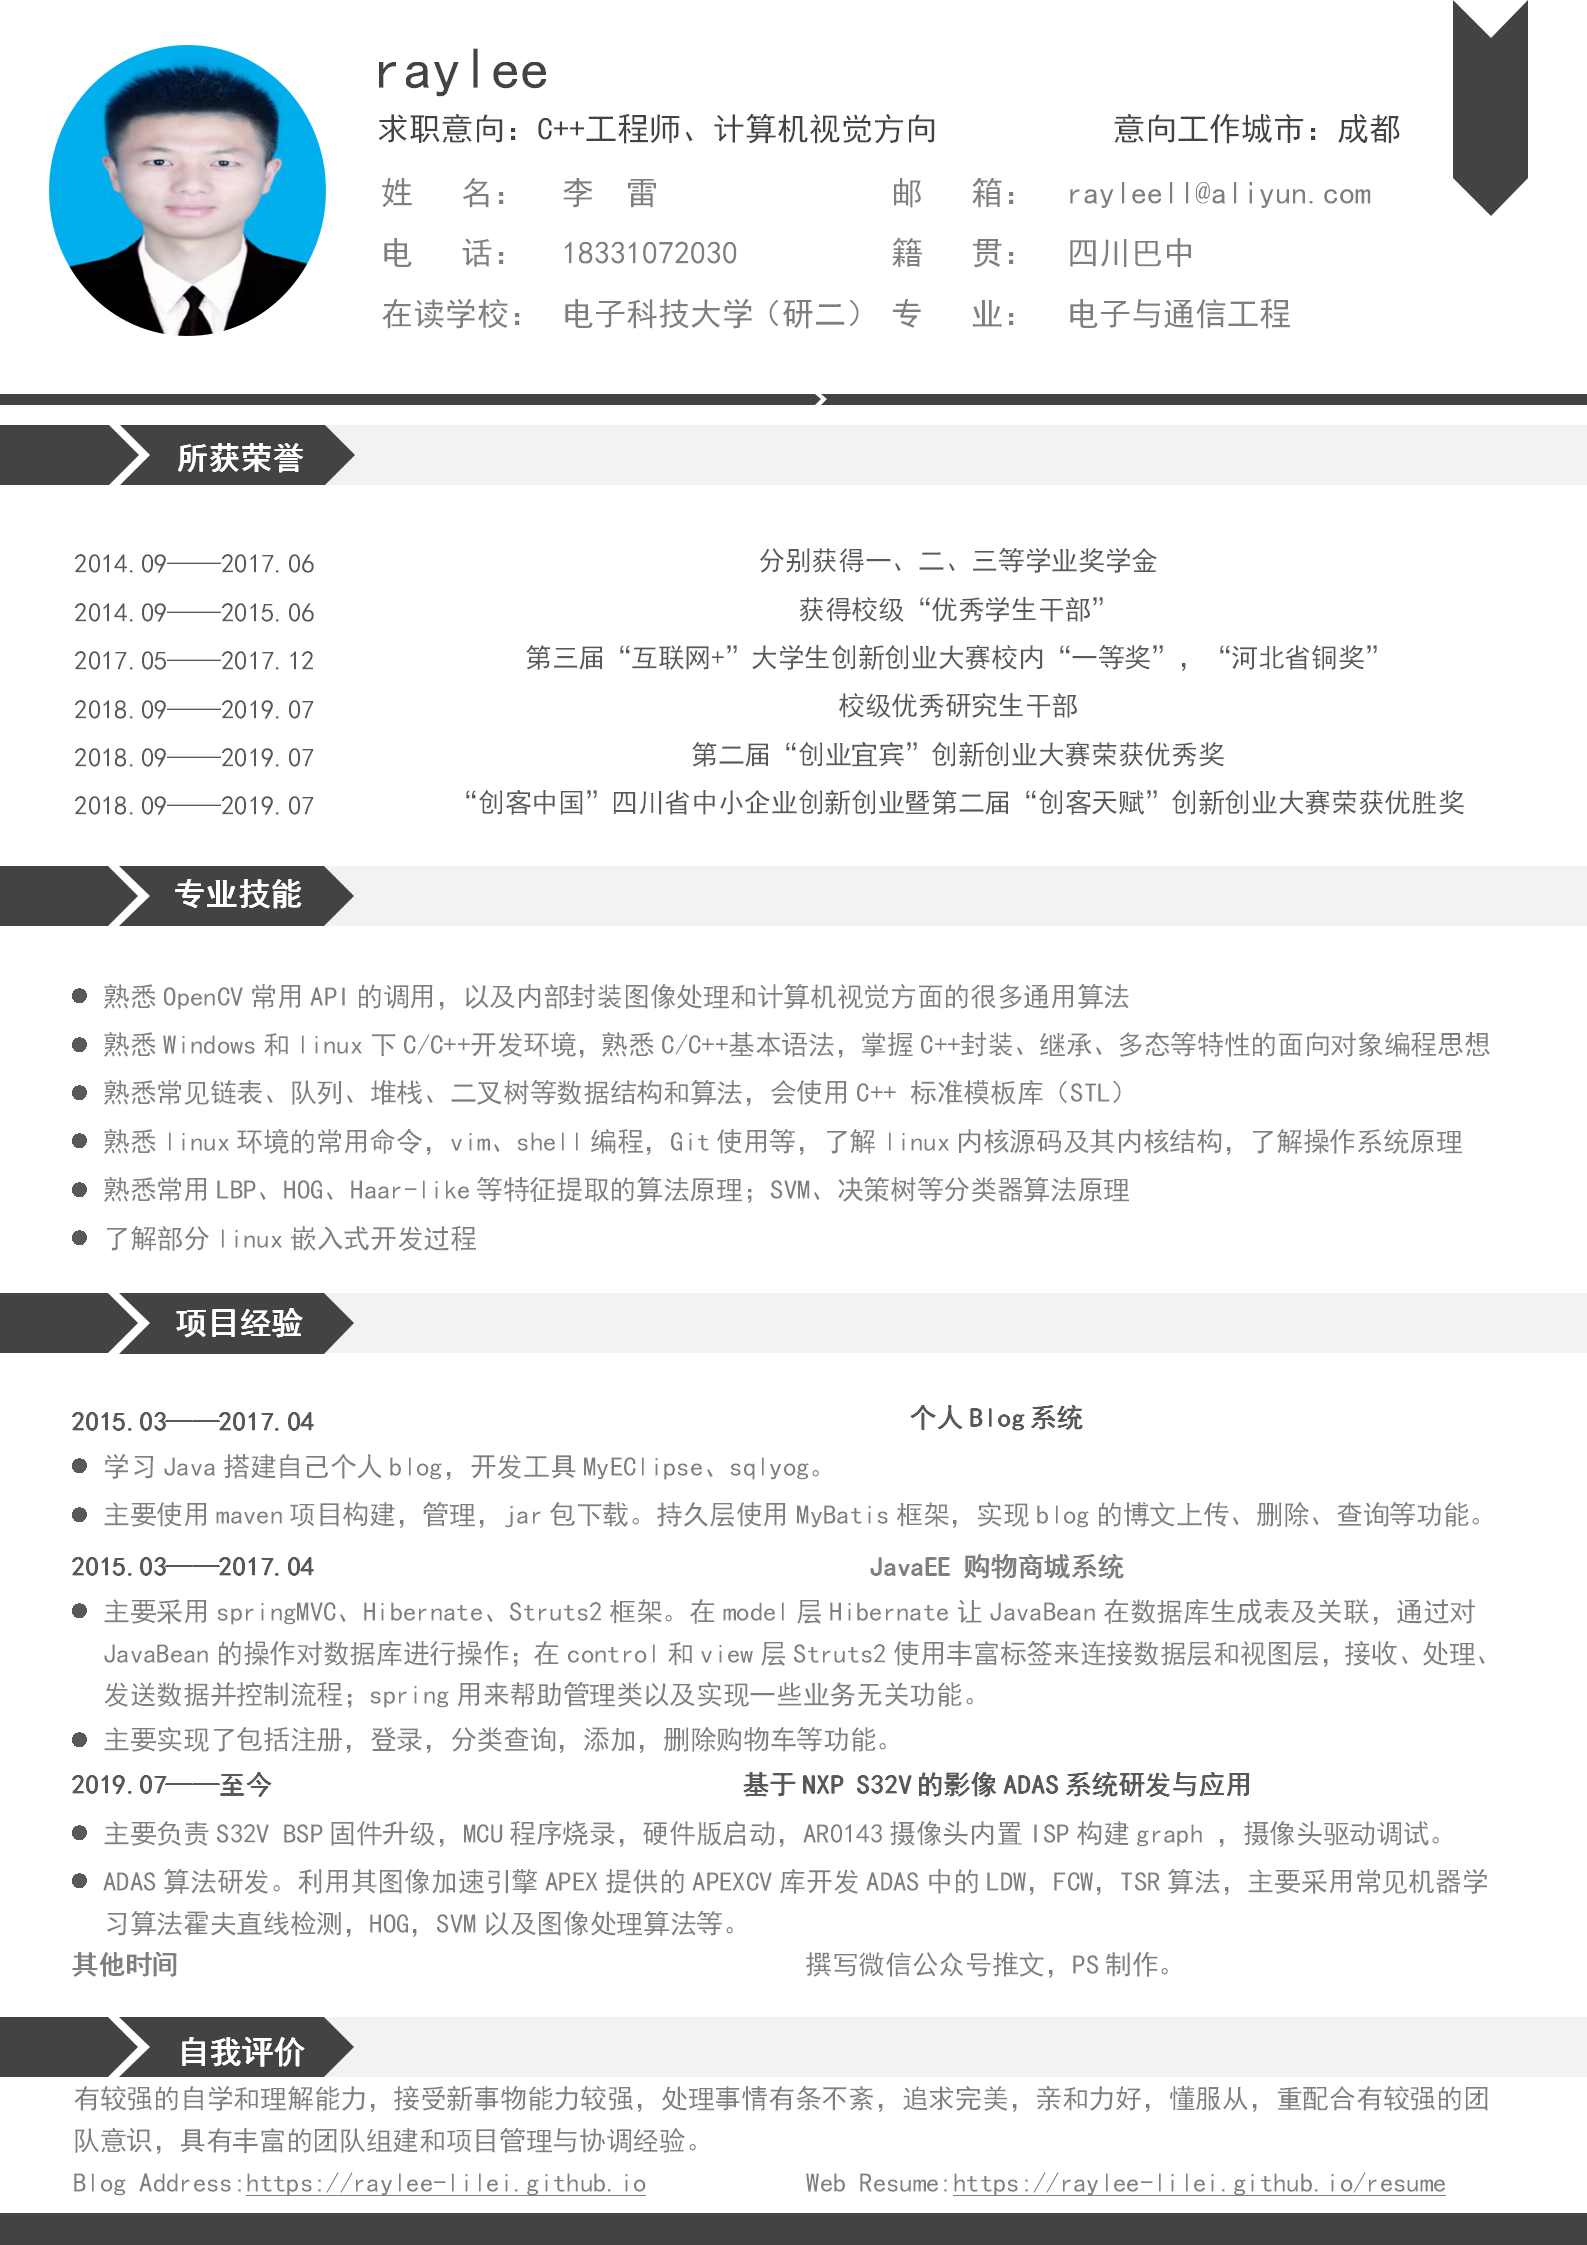 raylee
求职意向：C++工程师、计算机视觉方向 意向工作城市：成都
姓 名： 李 雷 邮 箱： rayleell@aliyun.com
电 话： 18331072030 籍 贯： 四川巴中
在读学校： 电子科技大学（研二） 专 业： 电子与通信工程
所获荣誉
2014.09——2017.06 分别获得一、二、三等学业奖学金
2014.09——2015.06 获得校级“优秀学生干部”
2017.05——2017.12 第三届“互联网+”大学生创新创业大赛校内“一等奖”，“河北省铜奖”
2018.09——2019.07 校级优秀研究生干部
2018.09——2019.07 第二届“创业宜宾”创新创业大赛荣获优秀奖
2018.09——2019.07 “创客中国”四川省中小企业创新创业暨第二届“创客天赋”创新创业大赛荣获优胜奖
专业技能
● 熟悉 OpenCV 常用 API 的调用，以及内部封装图像处理和计算机视觉方面的很多通用算法
● 熟悉 Windows 和 linux 下 C/C++开发环境，熟悉 C/C++基本语法，掌握 C++封装、继承、多态等特性的面向对象编程思想
● 熟悉常见链表、队列、堆栈、二叉树等数据结构和算法，会使用 C++ 标准模板库（STL）
● 熟悉 linux 环境的常用命令，vim、shell 编程，Git 使用等，了解 linux 内核源码及其内核结构，了解操作系统原理
● 熟悉常用 LBP、HOG、Haar-like 等特征提取的算法原理；SVM、决策树等分类器算法原理
● 了解部分 linux 嵌入式开发过程
项目经验
2015.03——2017.04 个人 Blog 系统
● 学习 Java 搭建自己个人 blog，开发工具 MyEClipse、sqlyog。
● 主要使用 maven 项目构建，管理，jar 包下载。持久层使用 MyBatis 框架，实现 blog 的博文上传、删除、查询等功能。
2015.03——2017.04 JavaEE 购物商城系统
● 主要采用 springMVC、Hibernate、Struts2 框架。在 model 层 Hibernate 让 JavaBean 在数据库生成表及关联，通过对
JavaBean 的操作对数据库进行操作；在 control 和 view 层 Struts2 使用丰富标签来连接数据层和视图层，接收、处理、
发送数据并控制流程；spring 用来帮助管理类以及实现一些业务无关功能。
● 主要实现了包括注册，登录，分类查询，添加，删除购物车等功能。
2019.07——至今 基于 NXP S32V 的影像 ADAS 系统研发与应用
● 主要负责 S32V BSP 固件升级，MCU 程序烧录，硬件版启动，AR0143 摄像头内置 ISP 构建 graph ，摄像头驱动调试。
● ADAS 算法研发。利用其图像加速引擎 APEX 提供的 APEXCV 库开发 ADAS 中的 LDW，FCW，TSR 算法，主要采用常见机器学
习算法霍夫直线检测，HOG，SVM 以及图像处理算法等。
其他时间 撰写微信公众号推文，PS 制作。
自我评价
有较强的自学和理解能力，接受新事物能力较强，处理事情有条不紊，追求完美，亲和力好，懂服从，重配合有较强的团
队意识，具有丰富的团队组建和项目管理与协调经验。
Blog Address:https://raylee-lilei.github.io Web Resume:https://raylee-lilei.github.io/resume